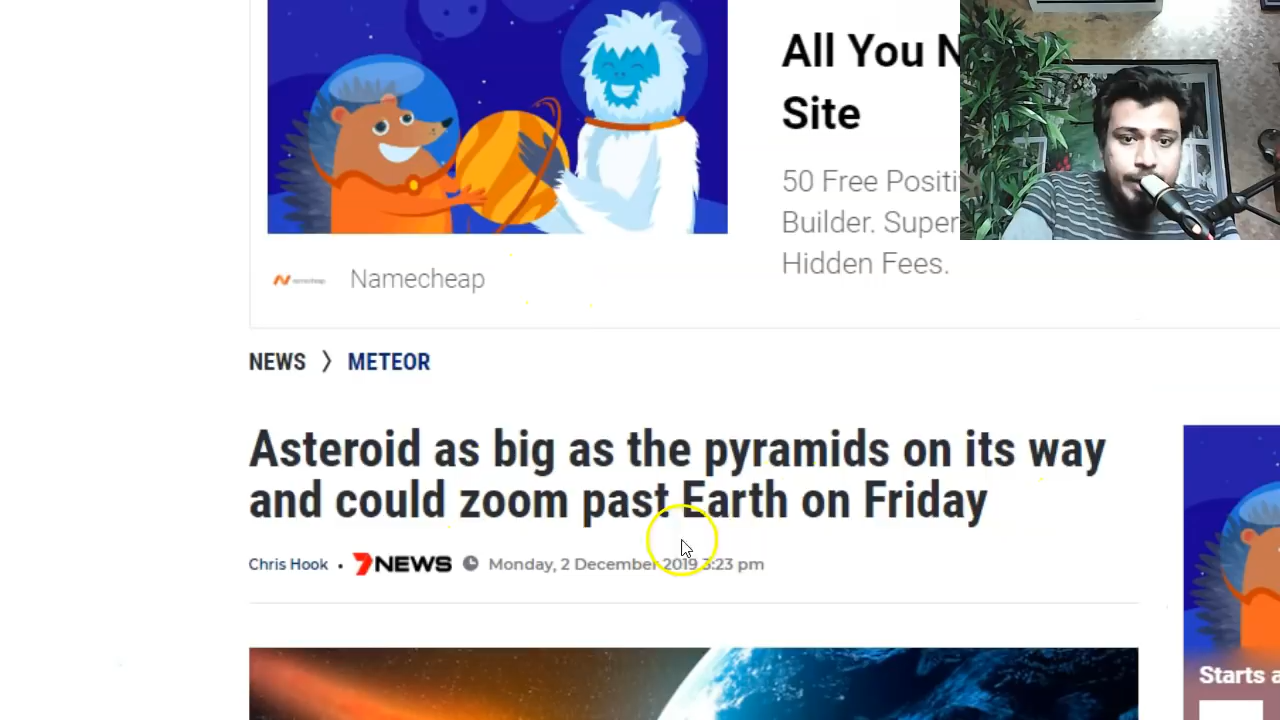 All You N
Site
50 Free Positi
Builder. Super
Hidden Fees.
namecheap
Namecheap
NEWS > METEOR
Asteroid as big as the pyramids on its way
and could zoom past Earth on Friday
Chris Hook • 7NEWS Monday, 2 December 2019 3:23 pm
Starts a